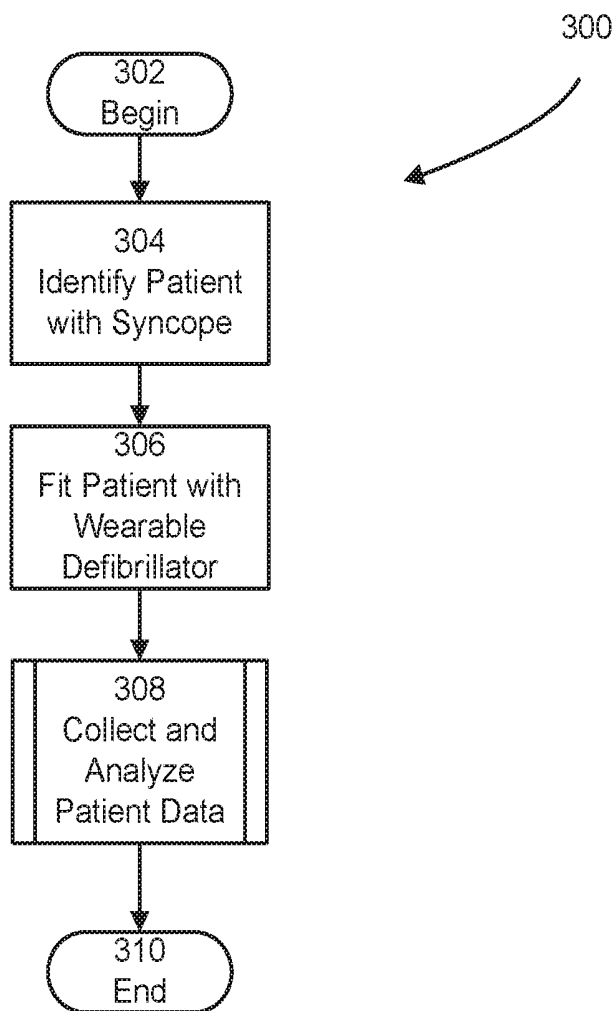 300
302
Begin
304
Identify Patient
with Syncope
306
Fit Patient with
Wearable
Defibrillator
308
Collect and
Analyze
Patient Data
310
End